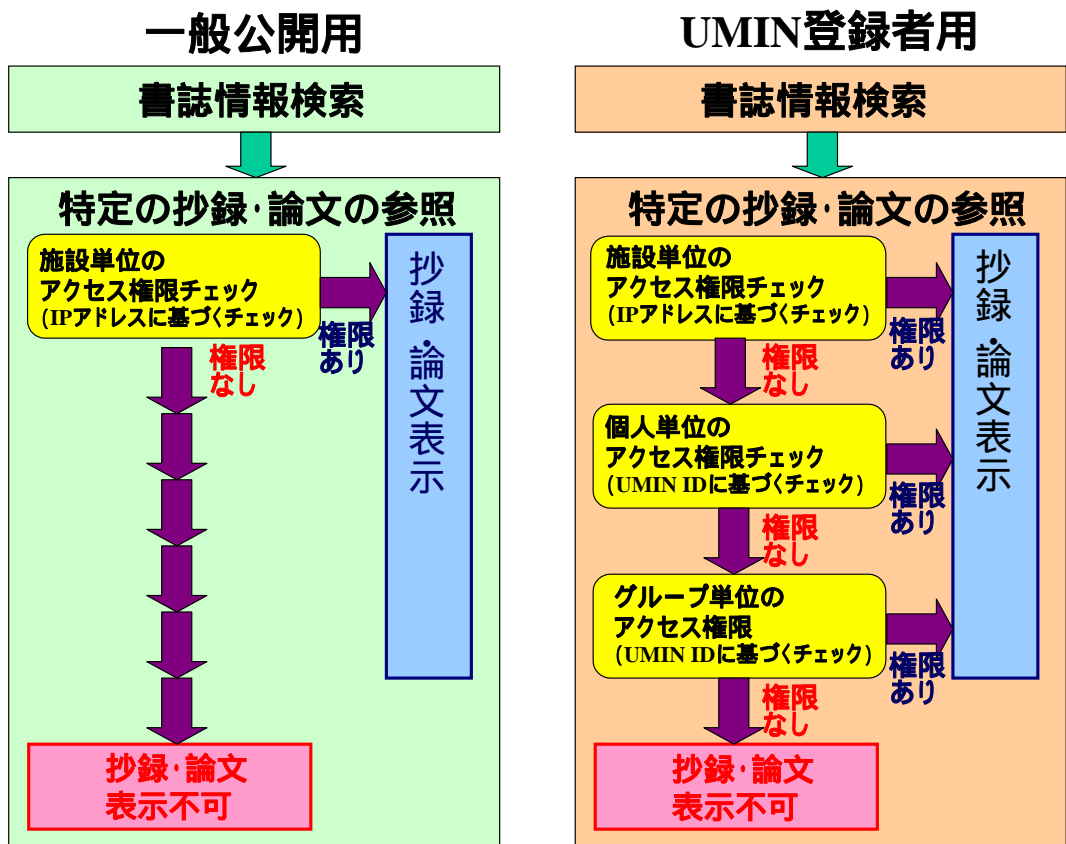 一般公開用
書誌情報検索
特定の抄録･論文の参照
施設単位の
アクセス権限チェック
(IPアドレスに基づくチェック)
権限
あり
権限
なし
抄録･論文表示
抄録･論文
表示不可
UMIN登録者用
書誌情報検索
特定の抄録･論文の参照
施設単位の
アクセス権限チェック
(IPアドレスに基づくチェック)
権限
あり
権限
なし
個人単位の
アクセス権限チェック
(UMIN IDに基づくチェック)
権限
あり
権限
なし
グループ単位の
アクセス権限
(UMIN IDに基づくチェック)
権限
あり
権限
なし
抄録･論文表示
抄録･論文
表示不可